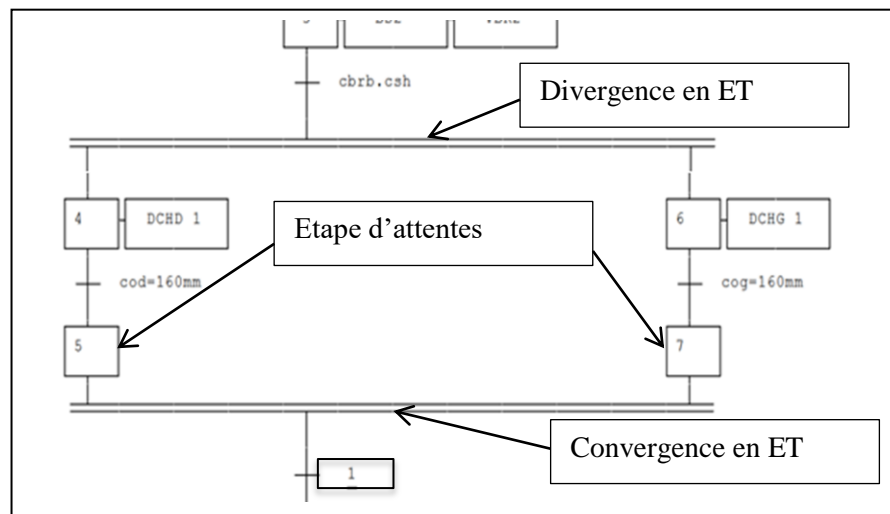 cbrb.csh
Divergence en ET
4 DCHD 1
6 DCHG 1
Etape d’attentes
cod=160mm
cog=160mm
5
7
Convergence en ET
1